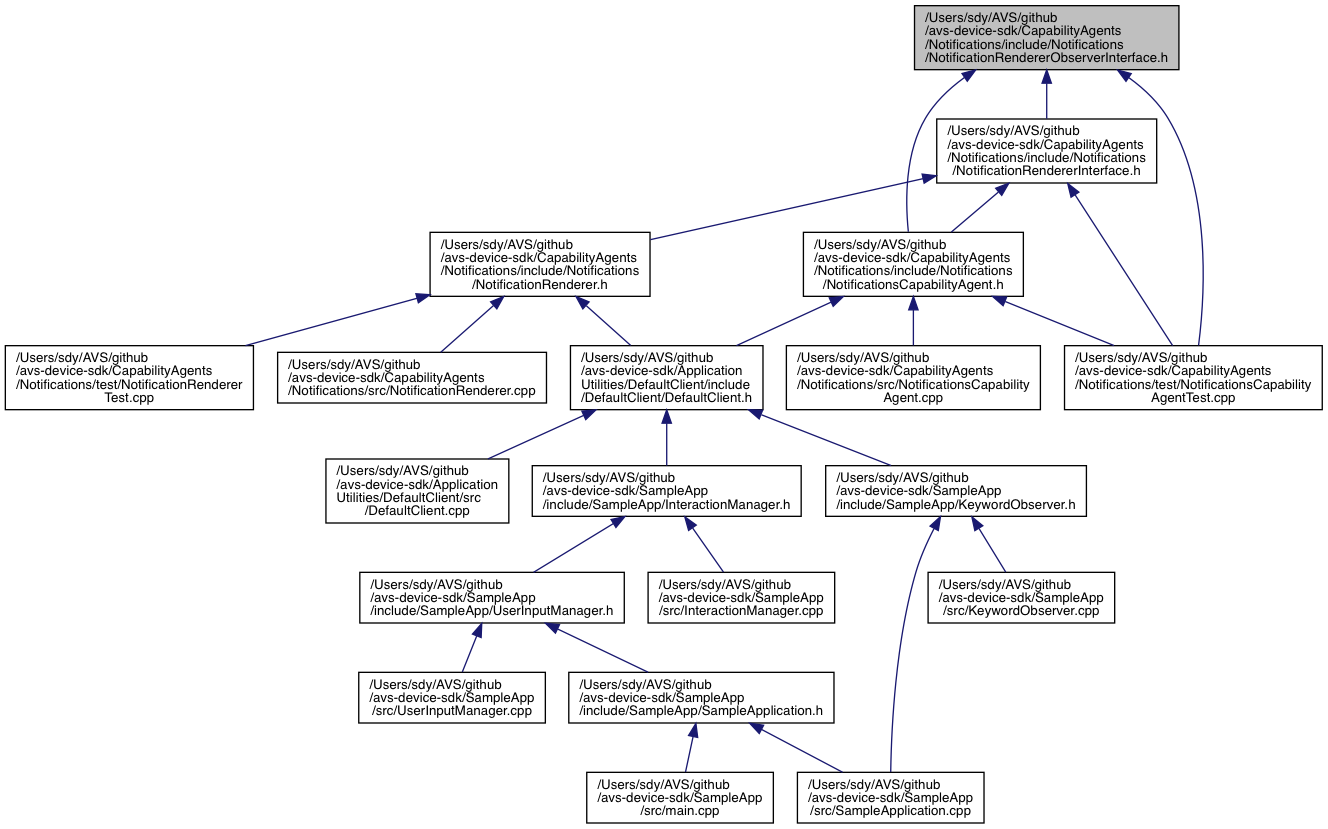 /Users/sdy/AVS/github
/avs-device-sdk/CapabilityAgents
/Notifications/include/Notifications
/NotificationRendererObserverInterface.h
/Users/sdy/AVS/github
/avs-device-sdk/CapabilityAgents
/Notifications/include/Notifications
/NotificationRendererInterface.h
/Users/sdy/AVS/github
/avs-device-sdk/CapabilityAgents
/Notifications/include/Notifications
/NotificationRenderer.h
/Users/sdy/AVS/github
/avs-device-sdk/CapabilityAgents
/Notifications/include/Notifications
/NotificationsCapabilityAgent.h
/Users/sdy/AVS/github
/avs-device-sdk/CapabilityAgents
/Notifications/test/NotificationRenderer
Test.cpp
/Users/sdy/AVS/github
/avs-device-sdk/CapabilityAgents
/Notifications/src/NotificationRenderer.cpp
/Users/sdy/AVS/github
/avs-device-sdk/Application
Utilities/DefaultClient/include
/DefaultClient/DefaultClient.h
/Users/sdy/AVS/github
/avs-device-sdk/CapabilityAgents
/Notifications/src/NotificationsCapability
Agent.cpp
/Users/sdy/AVS/github
/avs-device-sdk/CapabilityAgents
/Notifications/test/NotificationsCapability
AgentTest.cpp
/Users/sdy/AVS/github
/avs-device-sdk/Application
Utilities/DefaultClient/src
/DefaultClient.cpp
/Users/sdy/AVS/github
/avs-device-sdk/SampleApp
/include/SampleApp/InteractionManager.h
/Users/sdy/AVS/github
/avs-device-sdk/SampleApp
/include/SampleApp/KeywordObserver.h
/Users/sdy/AVS/github
/avs-device-sdk/SampleApp
/include/SampleApp/UserInputManager.h
/Users/sdy/AVS/github
/avs-device-sdk/SampleApp
/src/InteractionManager.cpp
/Users/sdy/AVS/github
/avs-device-sdk/SampleApp
/src/KeywordObserver.cpp
/Users/sdy/AVS/github
/avs-device-sdk/SampleApp
/src/UserInputManager.cpp
/Users/sdy/AVS/github
/avs-device-sdk/SampleApp
/include/SampleApp/SampleApplication.h
/Users/sdy/AVS/github
/avs-device-sdk/SampleApp
/src/main.cpp
/Users/sdy/AVS/github
/avs-device-sdk/SampleApp
/src/SampleApplication.cpp